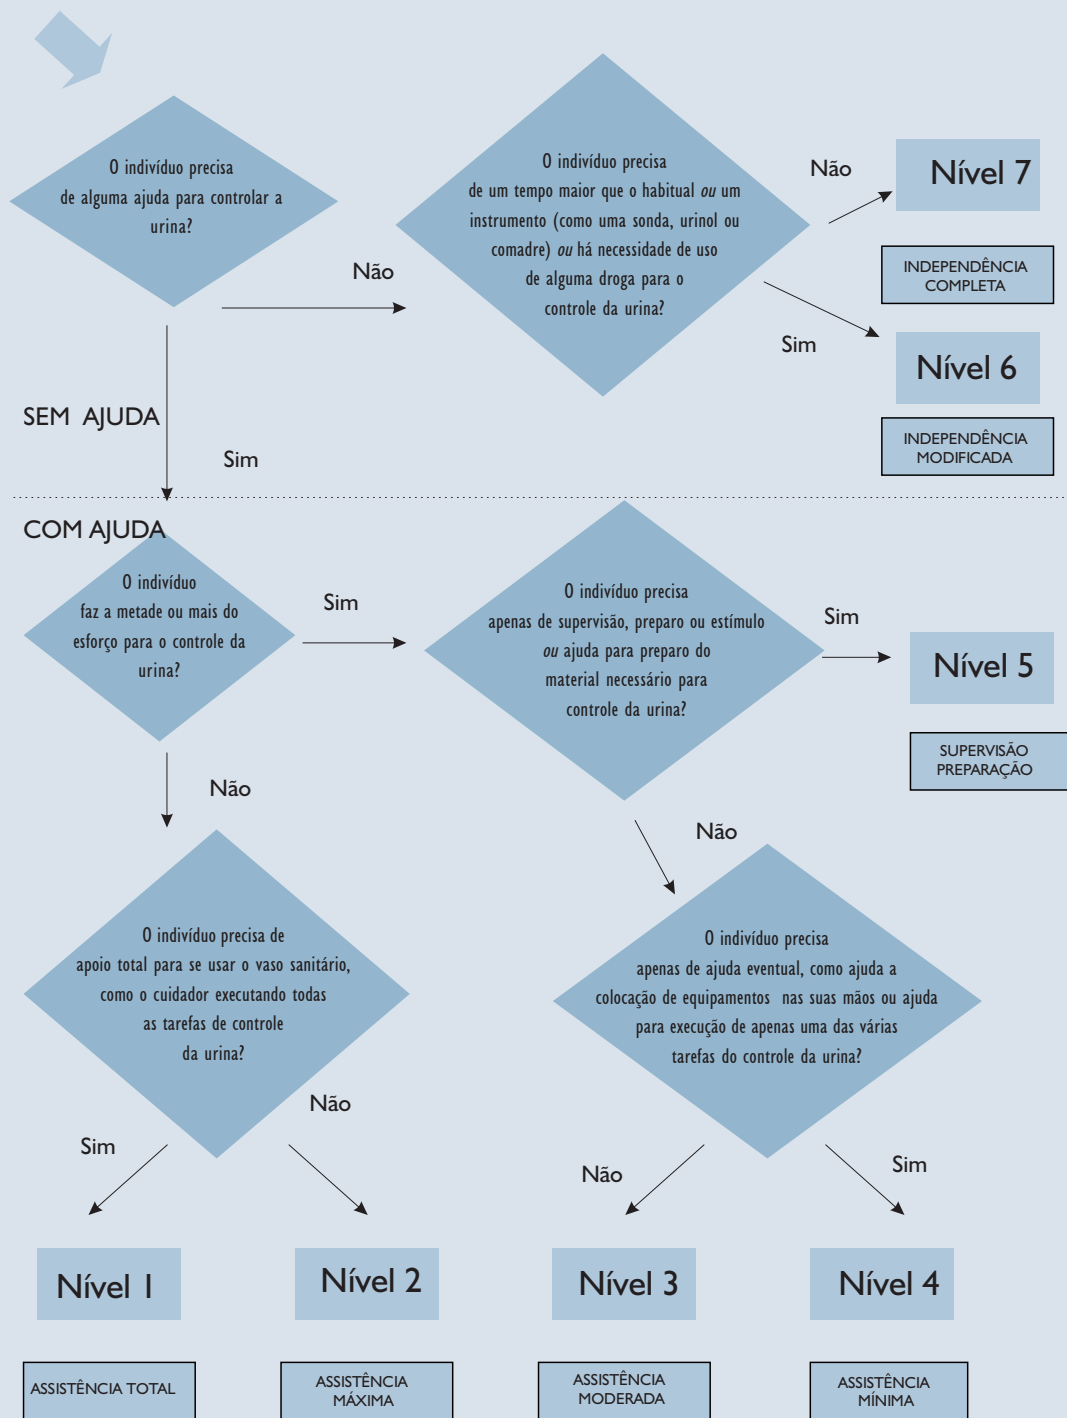 O indivíduo precisa
de alguma ajuda para controlar a
urina?
Não
O indivíduo precisa
de um tempo maior que o habitual ou um
instrumento (como uma sonda, urinol ou
comadre) ou há necessidade de uso
de alguma droga para o
controle da urina?
Não
Nível 7
INDEPENDÊNCIA
COMPLETA
Sim
Nível 6
INDEPENDÊNCIA
MODIFICADA
SEM AJUDA
Sim
COM AJUDA
O indivíduo
faz a metade ou mais do
esforço para o controle da
urina?
Sim
O indivíduo precisa
apenas de supervisão, preparo ou estímulo
ou ajuda para preparo do
material necessário para
controle da urina?
Sim
Nível 5
SUPERVISÃO
PREPARAÇÃO
Não
Não
O indivíduo precisa de
apoio total para se usar o vaso sanitário,
como o cuidador executando todas
as tarefas de controle
da urina?
O indivíduo precisa
apenas de ajuda eventual, como ajuda a
colocação de equipamentos nas suas mãos ou ajuda
para execução de apenas uma das várias
tarefas do controle da urina?
Sim
Não
Não
Sim
Nível 1
Nível 2
Nível 3
Nível 4
ASSISTÊNCIA TOTAL
ASSISTÊNCIA
MÁXIMA
ASSISTÊNCIA
MODERADA
ASSISTÊNCIA
MÍNIMA